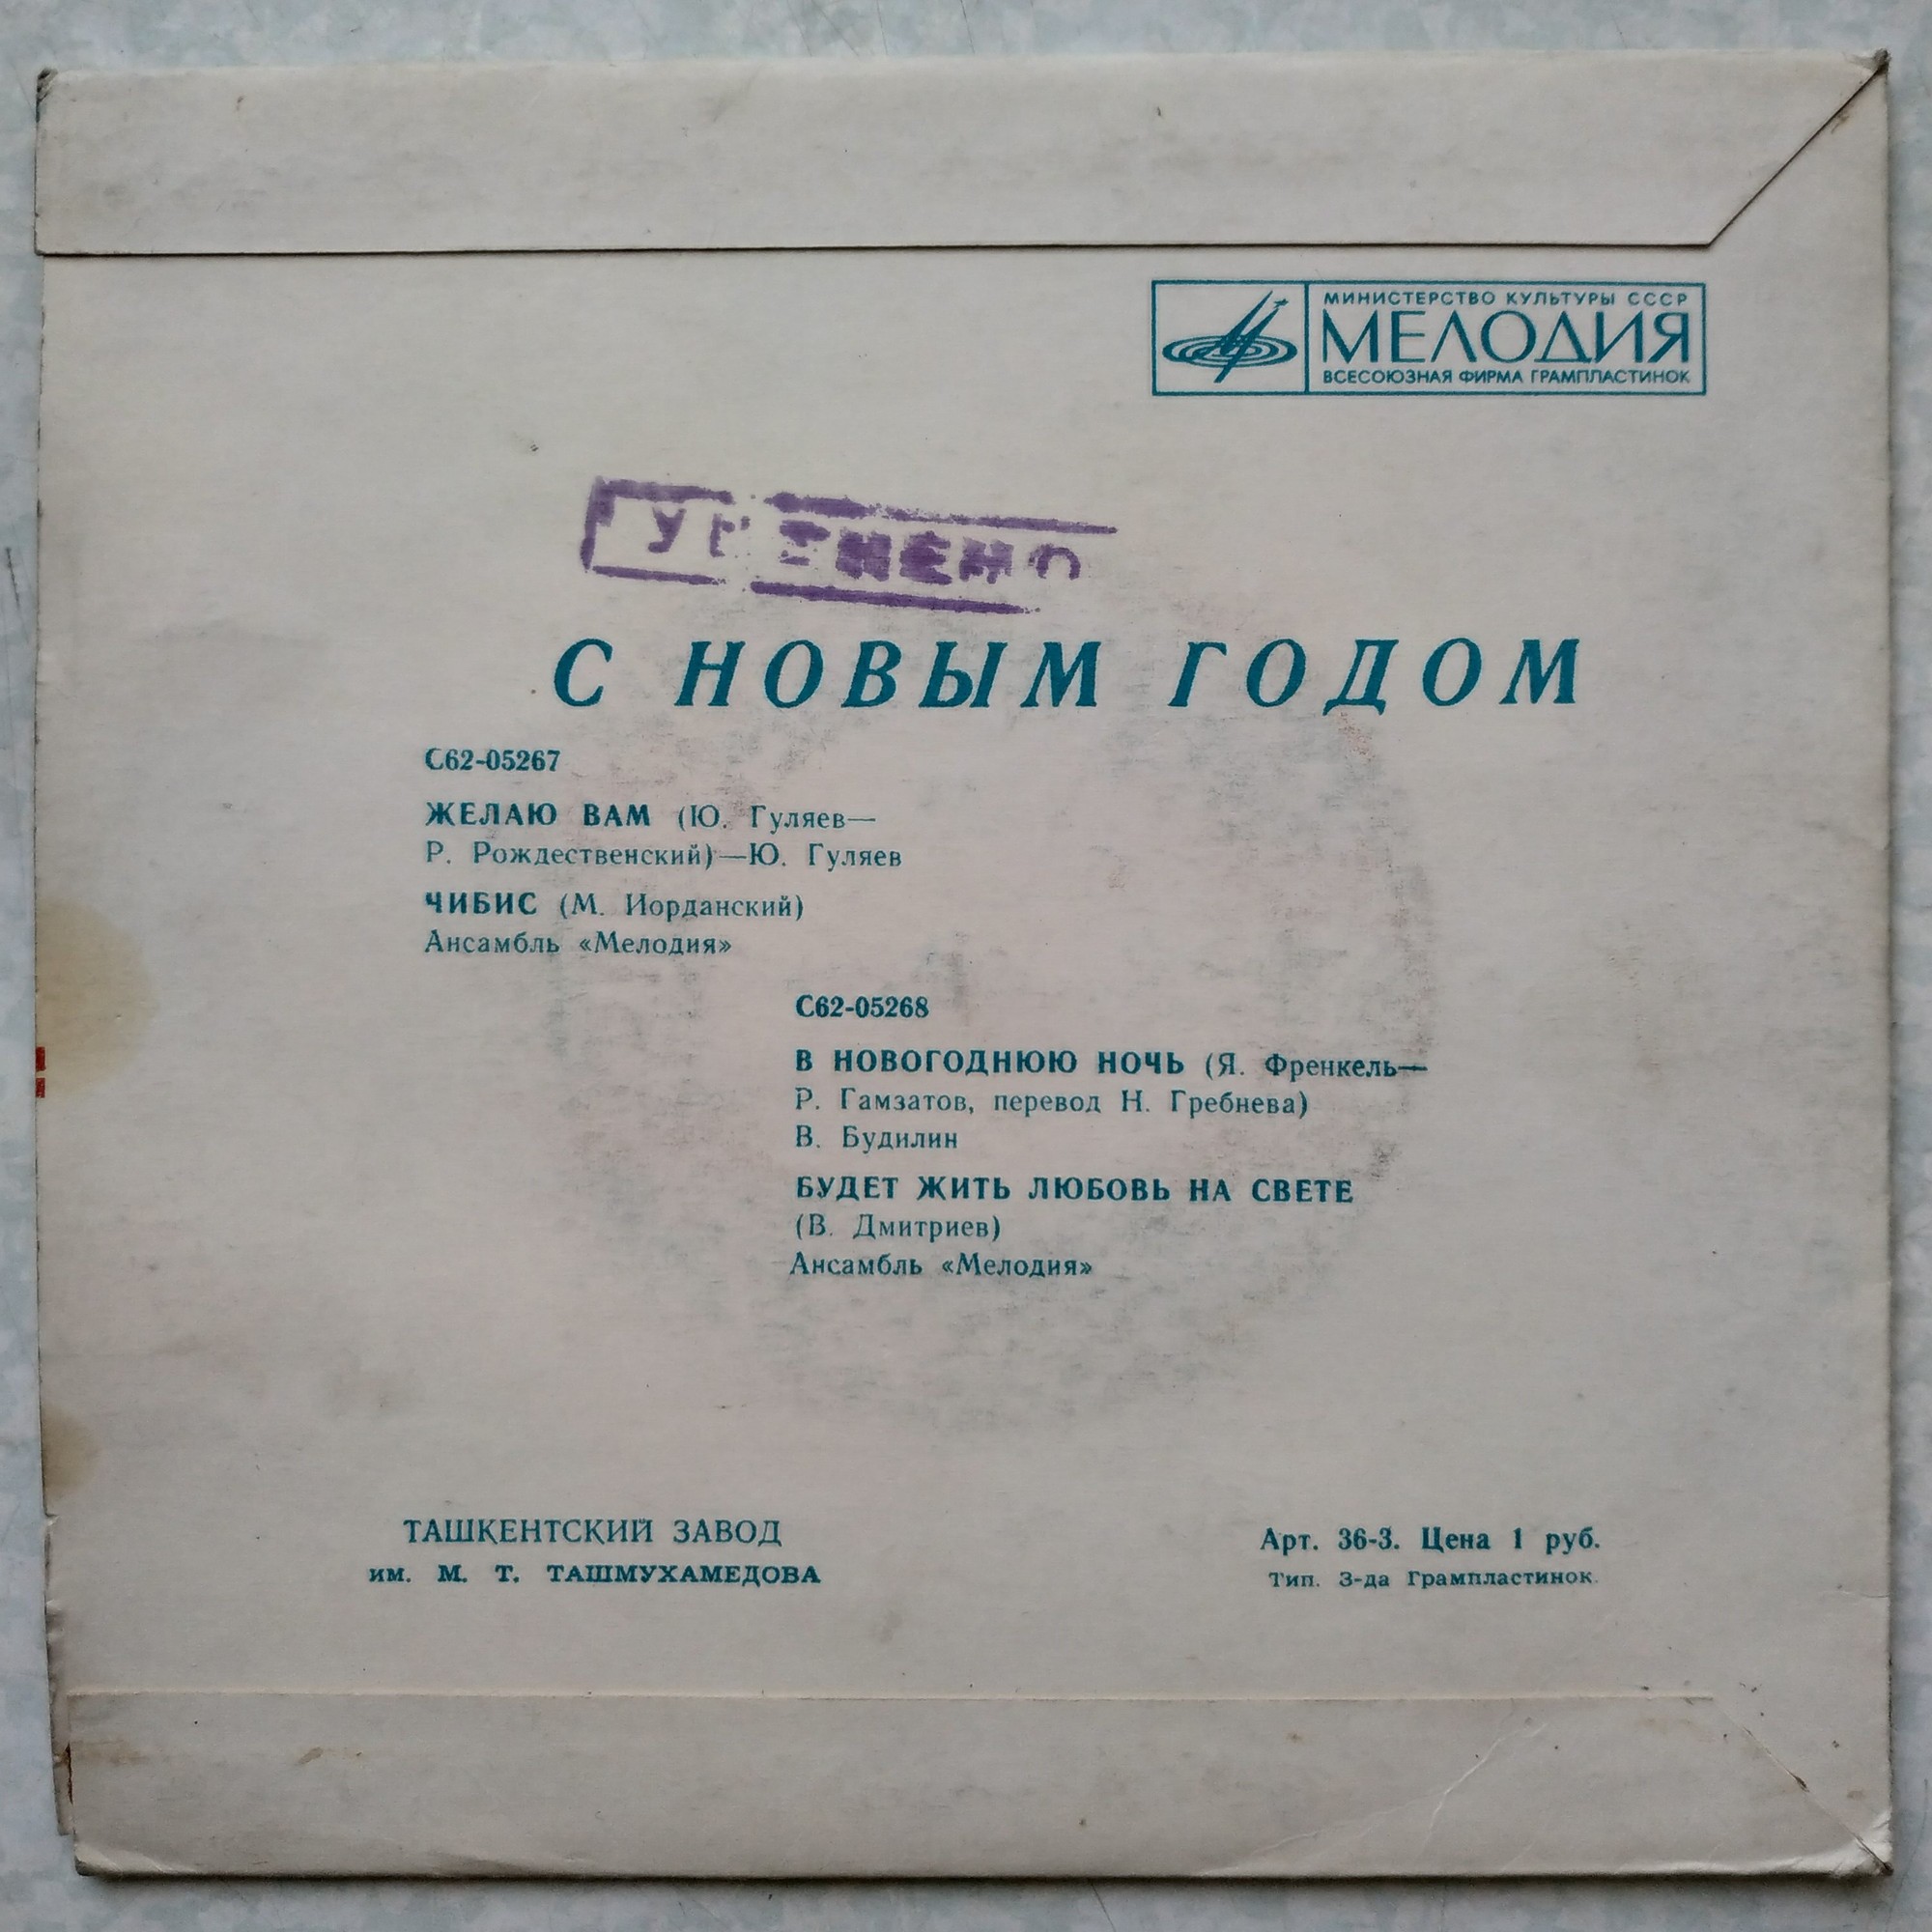 МИНИСТЕРСТВО КУЛЬТУРЫ СССР
МЕЛОДИЯ
ВСЕСОЮЗНАЯ ФИРМА ГРАМПЛАСТИНОК
С НОВЫМ ГОДОМ
С62-05267
ЖЕЛАЮ ВАМ (Ю. Гуляев—
Р. Рождественский)—Ю. Гуляев
ЧИБИС (М. Иорданский)
Ансамбль «Мелодия»
С62-05268
В НОВОГОДНЮЮ НОЧЬ (Я. Френкель—
Р. Гамзатов, перевод Н. Гребнева)
В. Будилин
БУДЕТ ЖИТЬ ЛЮБОВЬ НА СВЕТЕ
(В. Дмитриев)
Ансамбль «Мелодия»
ТАШКЕНТСКИЙ ЗАВОД
им. М. Т. ТАШМУХАМЕДОВА
Арт. 36-3. Цена 1 руб.
Тип. З-да Грампластинок.